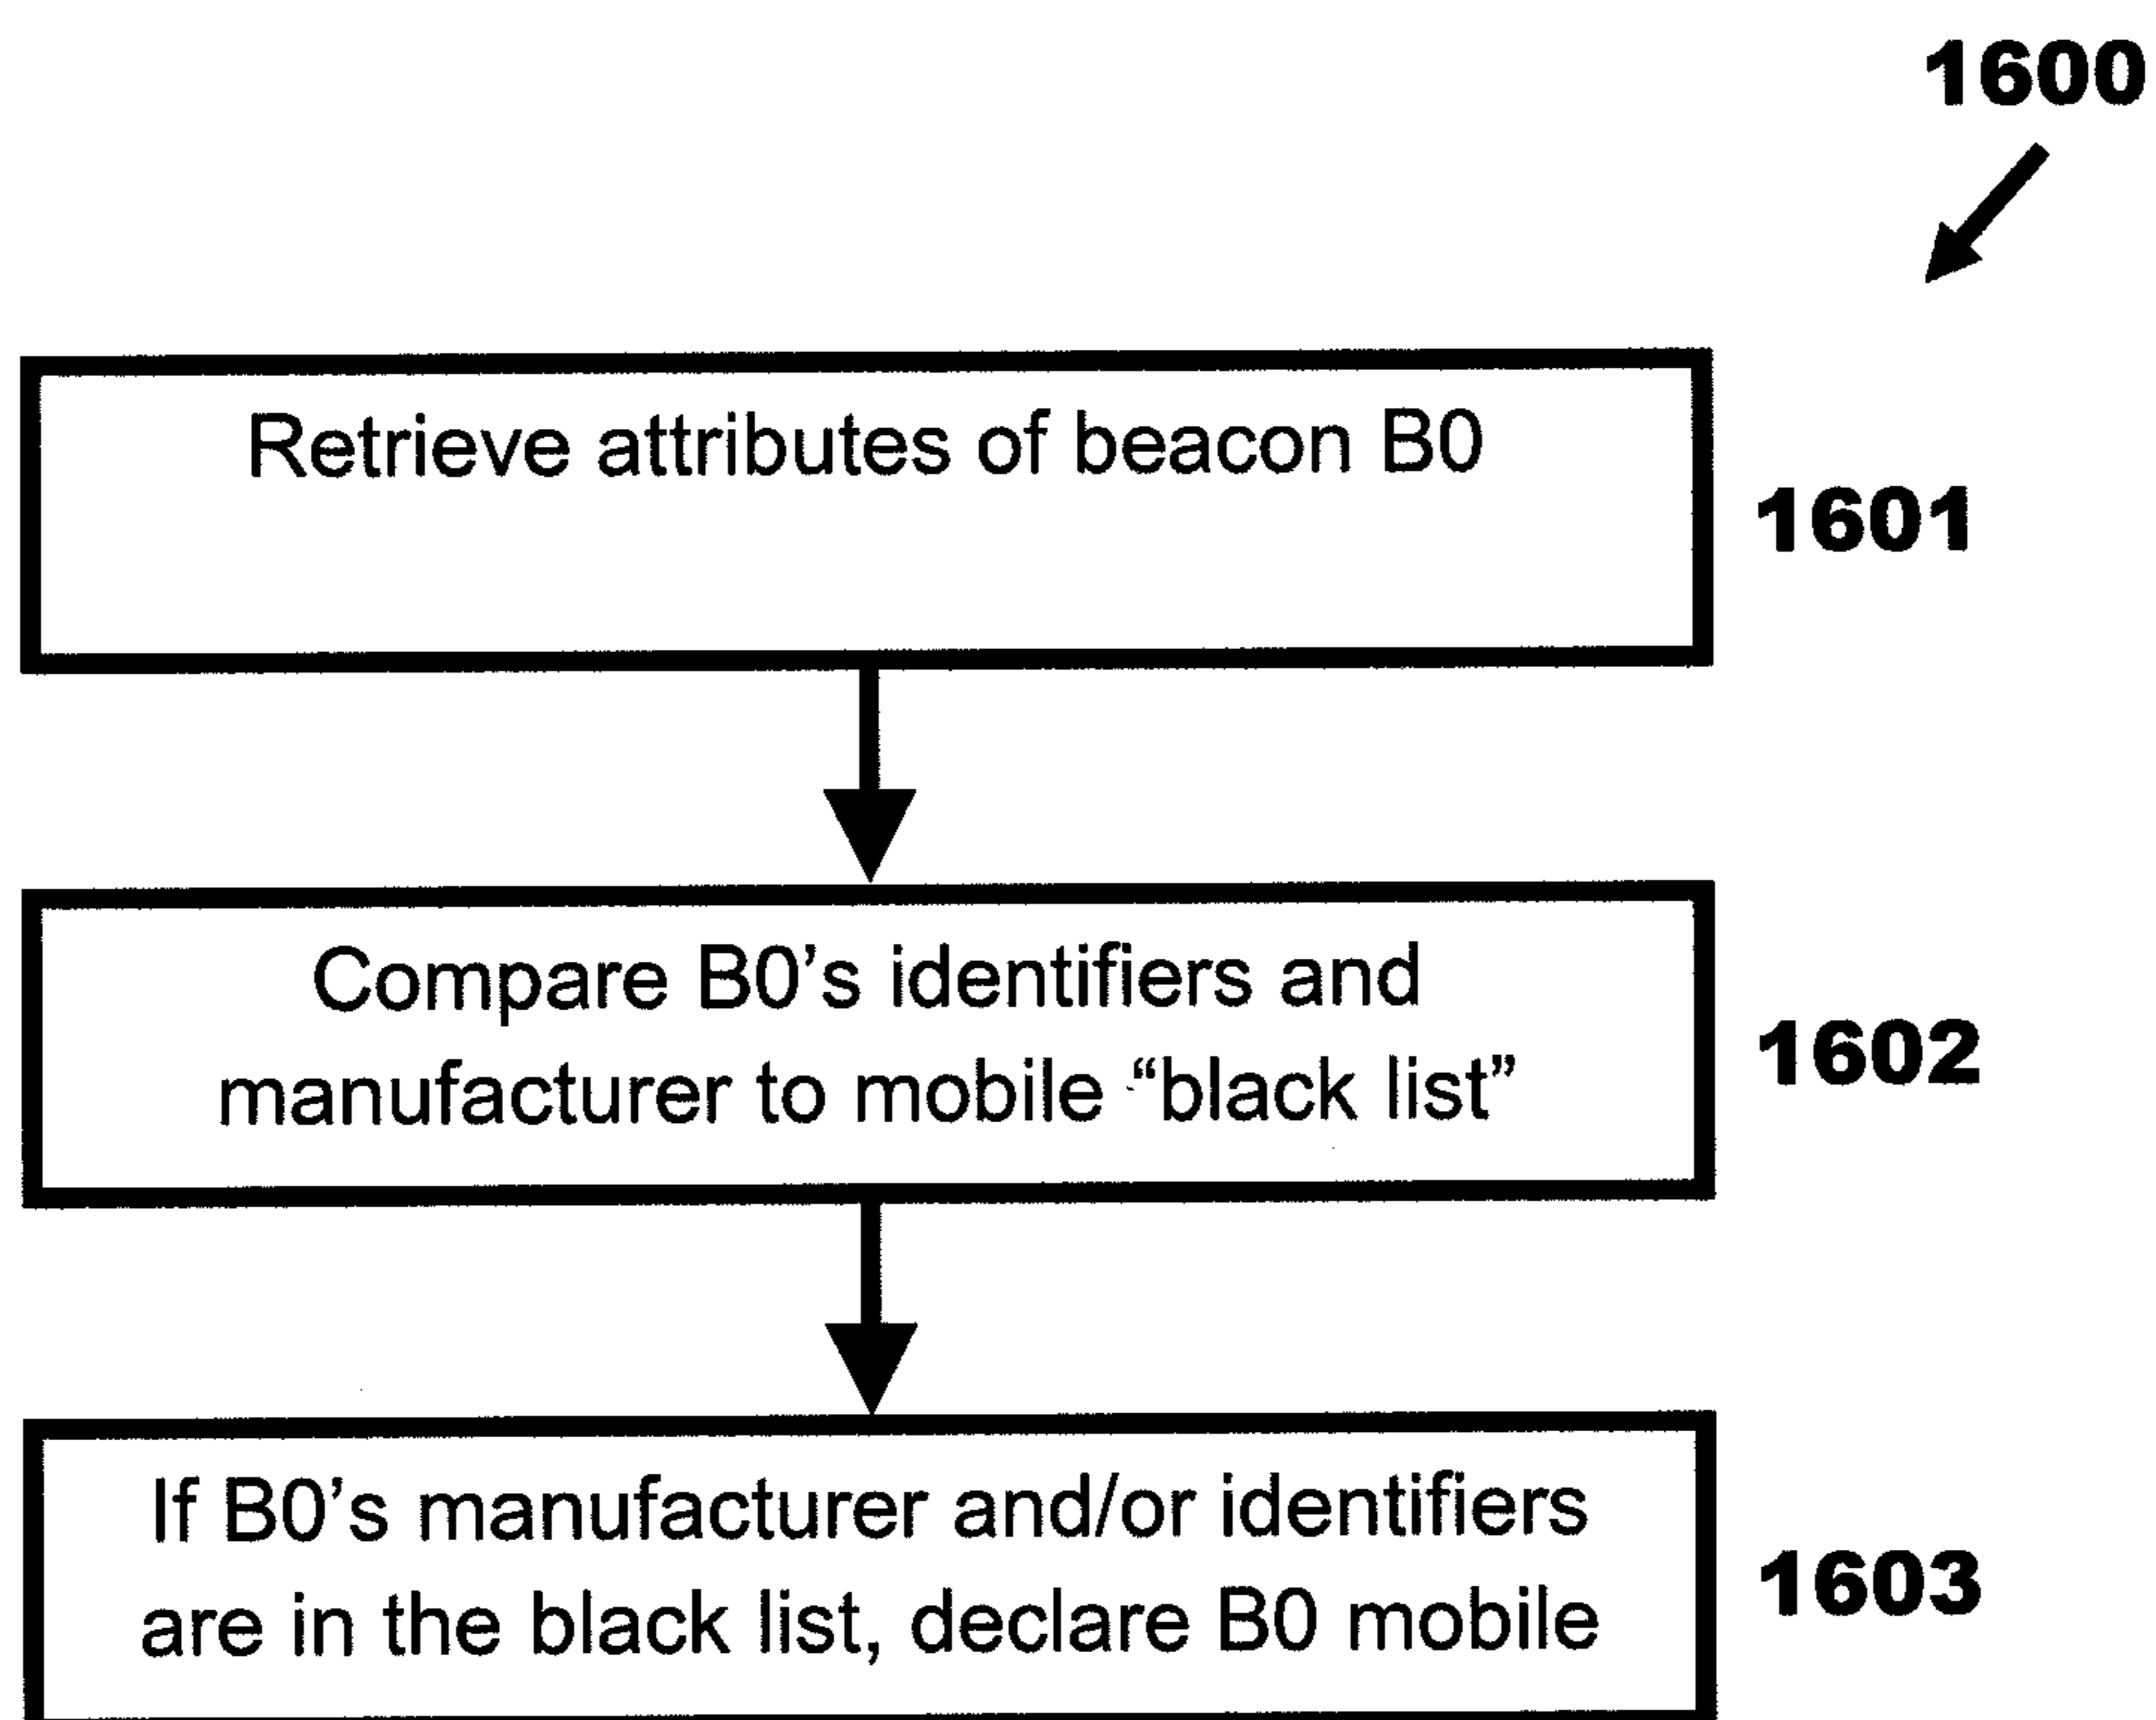 1600
Retrieve attributes of beacon B0
1601
Compare B0’s identifiers and
manufacturer to mobile “black list”
1602
If B0’s manufacturer and/or identifiers
are in the black list, declare B0 mobile
1603